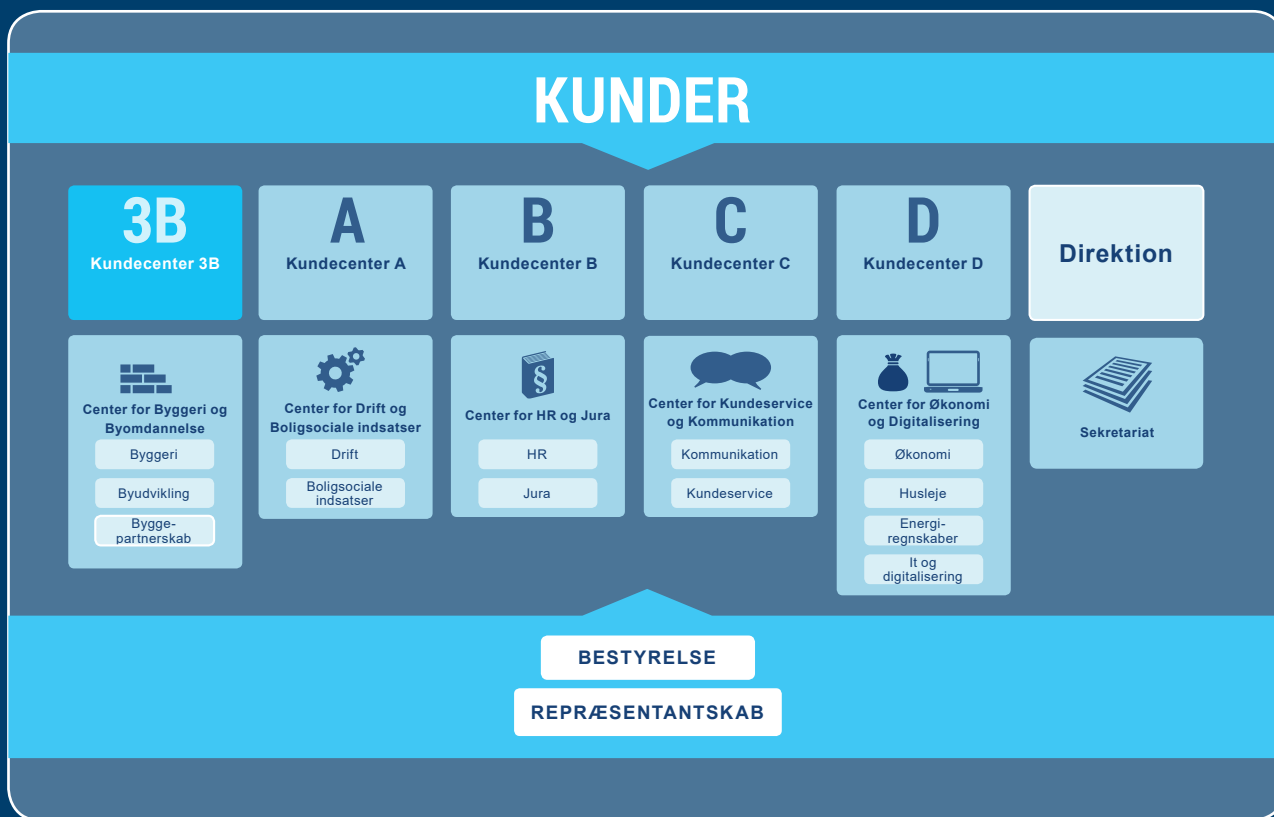 KUNDER
3B
Kundecenter 3B
A
Kundecenter A
B
Kundecenter B
C
Kundecenter C
D
Kundecenter D
Direktion
Center for Byggeri og
Byomdannelse
Byggeri
Byudvikling
Bygge-
partnerskab
Center for Drift og
Boligsociale indsatser
Drift
Boligsociale
indsatser
§
Center for HR og Jura
HR
Jura
Center for Kundeservice
og Kommunikation
Kommunikation
Kundeservice
Center for Økonomi
og Digitalisering
Økonomi
Husleje
Energi-
regnskaber
It og
digitalisering
Sekretariat
BESTYRELSE
REPRÆSENTANTSKAB